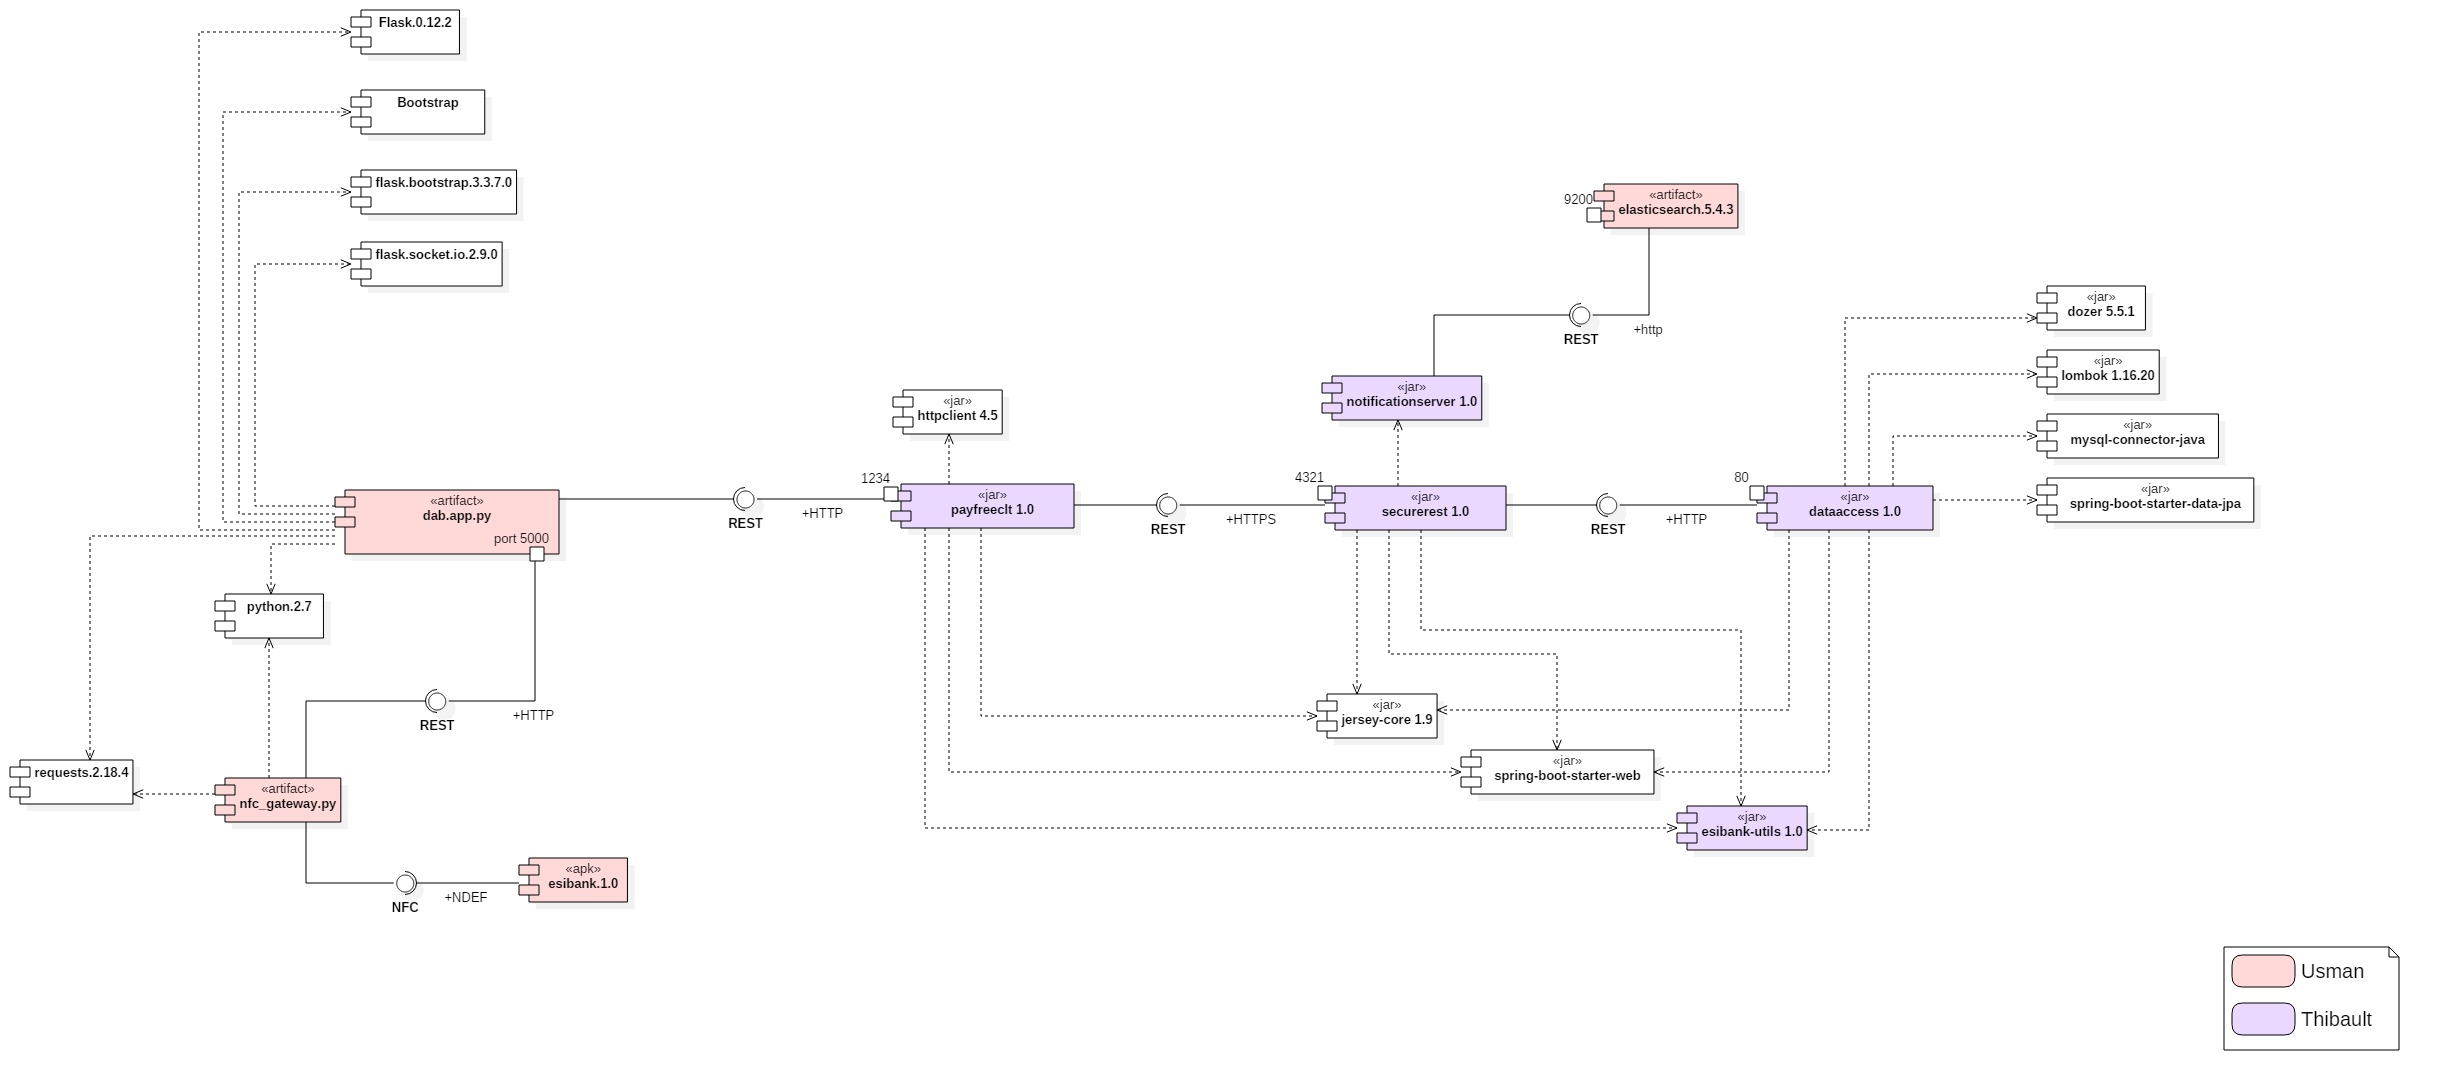 Flask.0.12.2
Bootstrap
flask.bootstrap.3.3.7.0
flask.socket.io.2.9.0
«artifact»
dab.app.py
port 5000
python.2.7
REST
+HTTP
requests.2.18.4
«artifact»
nfc_gateway.py
NFC
+NDEF
«apk»
esibank.1.0
REST
+HTTP
«jar»
httpclient 4.5
1234
«jar»
payfreeclt 1.0
REST
+HTTPS
9200
«artifact»
elasticsearch.5.4.3
REST
+http
«jar»
notificationserver 1.0
4321
«jar»
securerest 1.0
REST
+HTTP
80
«jar»
dataaccess 1.0
«jar»
dozer 5.5.1
«jar»
lombok 1.16.20
«jar»
mysql-connector-java
«jar»
spring-boot-starter-data-jpa
«jar»
jersey-core 1.9
«jar»
spring-boot-starter-web
«jar»
esibank-utils 1.0
Usman
Thibault